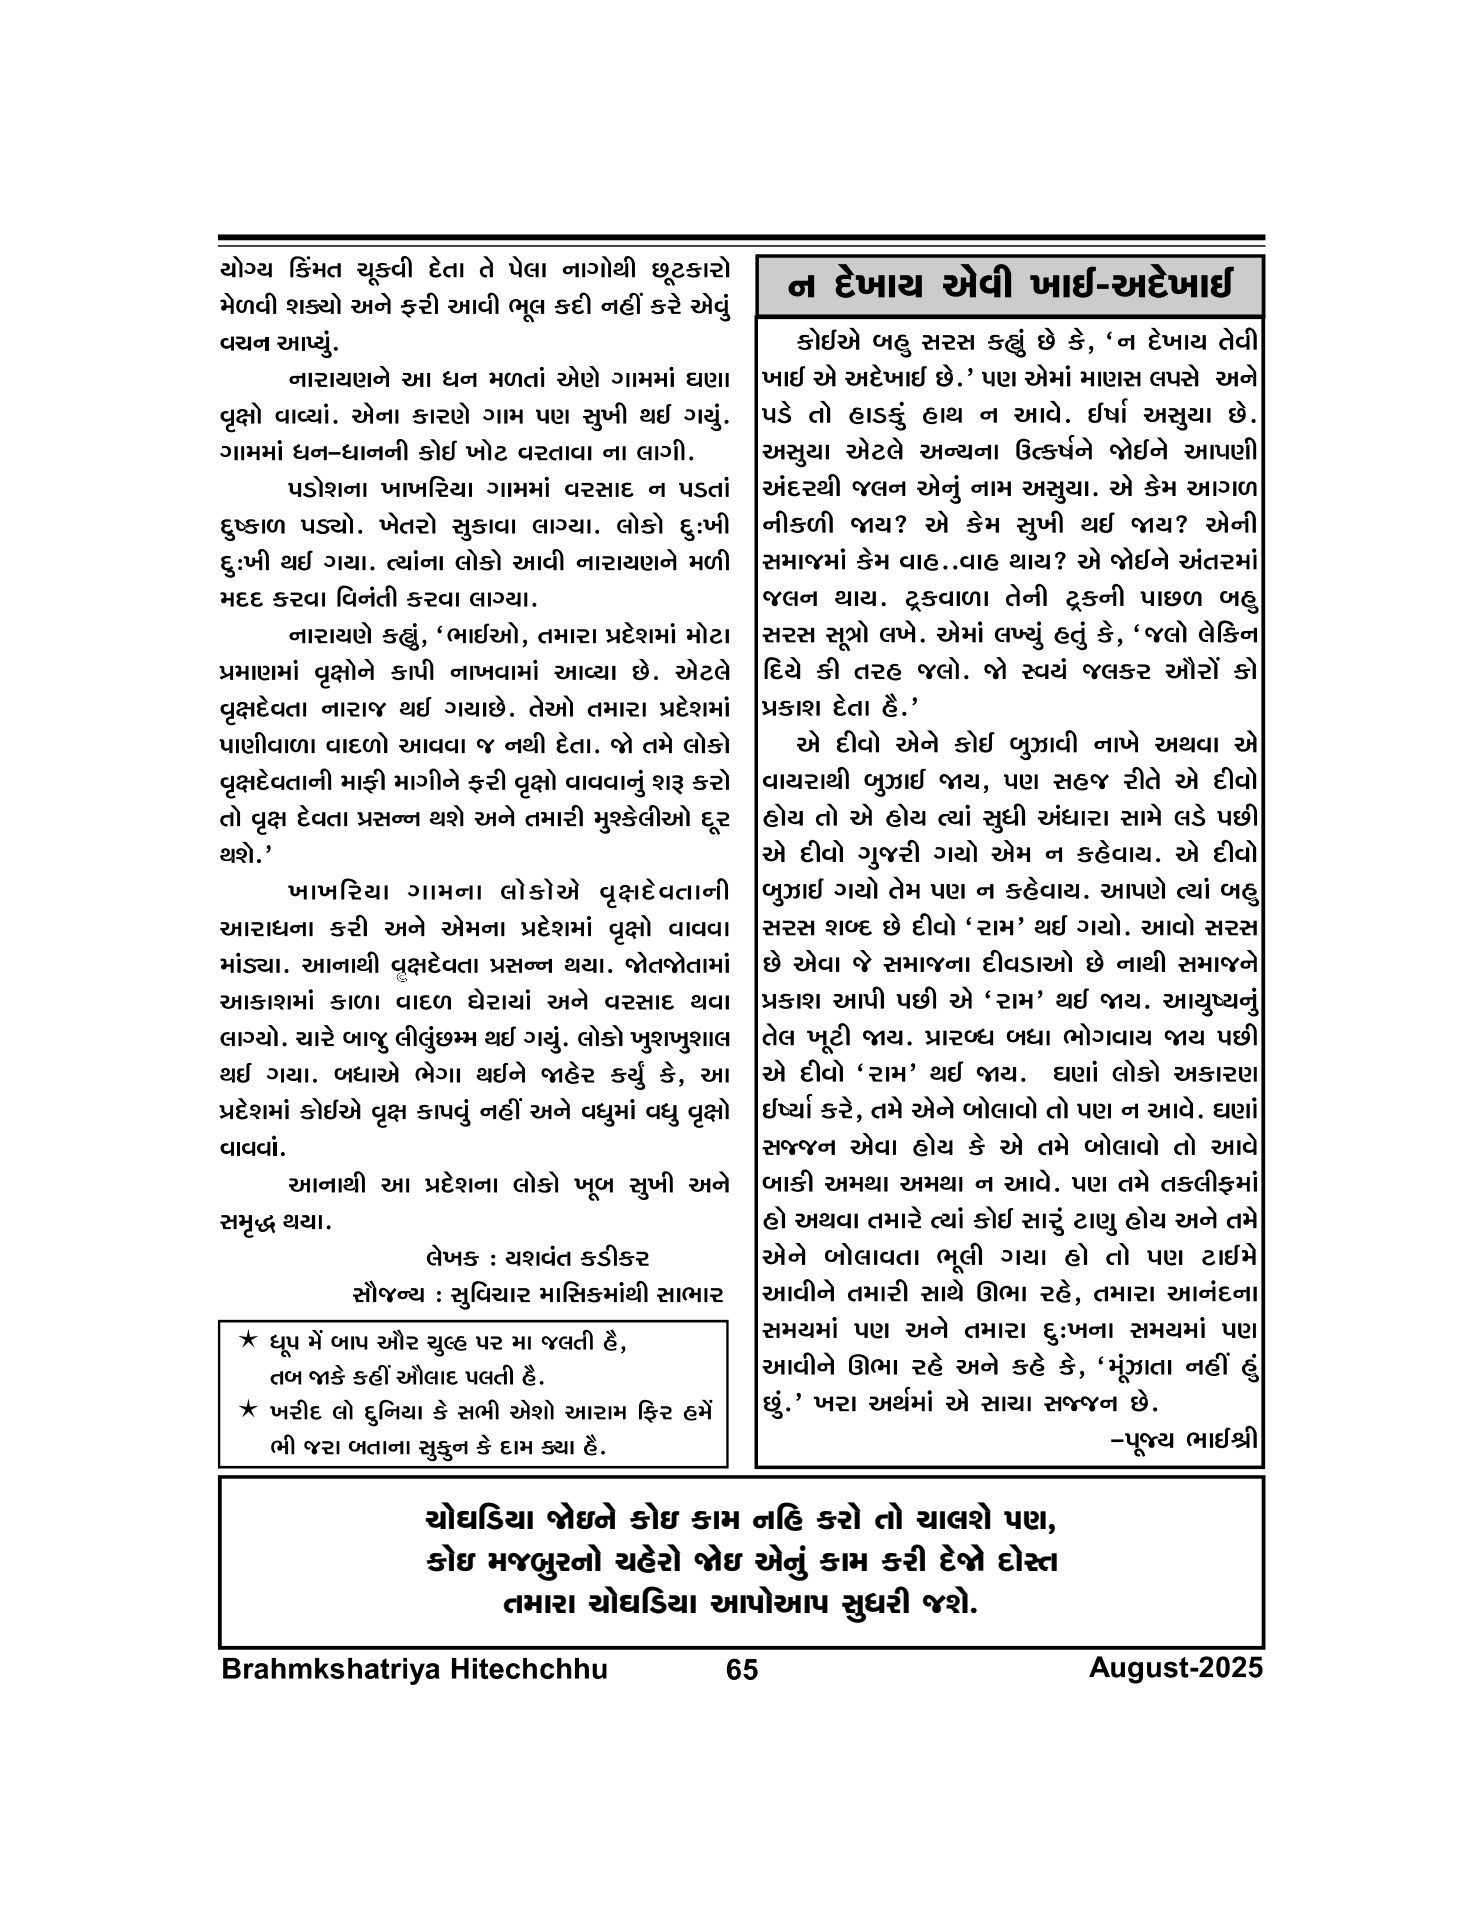 યોગ્ય કિંમત ચૂકવી દેતા તે પેલા નાગોથી છૂટકારો
મેળવી શક્યો અને ફરી આવી ભૂલ કદી નહીં કરે એવું
વચન આપ્યું.
નારાયણને આ ધન મળતાં એણે ગામમાં ઘણા
વૃક્ષો વાવ્યાં. એના કારણે ગામ પણ સુખી થઈ ગયું.
ગામમાં ધન–ધાનની કોઈ ખોટ વરતાવા ના લાગી.
પડોશના ખાખરિયા ગામમાં વરસાદ ન પડતાં
દુષ્કાળ પડ્યો. ખેતરો સુકાવા લાગ્યા. લોકો દુ:ખી
દુ:ખી થઈ ગયા. ત્યાંના લોકો આવી નારાયણને મળી
મદદ કરવા વિનંતી કરવા લાગ્યા.
નારાયણે કહ્યું, ‘ભાઈઓ, તમારા પ્રદેશમાં મોટા
પ્રમાણમાં વૃક્ષોને કાપી નાખવામાં આવ્યા છે. એટલે
વૃક્ષદેવતા નારાજ થઈ ગયાછે. તેઓ તમારા પ્રદેશમાં
પાણીવાળા વાદળો આવવા જ નથી દેતા. જો તમે લોકો
વૃક્ષદેવતાની માફી માગીને ફરી વૃક્ષો વાવવાનું શરૂ કરો
તો વૃક્ષ દેવતા પ્રસન્ન થશે અને તમારી મુશ્કેલીઓ દૂર
થશે.’
ખાખરિયા ગામના લોકોએ વૃક્ષદેવતાની
આરાધના કરી અને એમના પ્રદેશમાં વૃક્ષો વાવવા
માંડ્યા. આનાથી વૃક્ષદેવતા પ્રસન્ન થયા. જોતજોતામાં
આકાશમાં કાળા વાદળ ઘેરાયાં અને વરસાદ થવા
લાગ્યો. ચારે બાજુ લીલુંછમ્મ થઈ ગયું. લોકો ખુશખુશાલ
થઈ ગયા. બધાએ ભેગા થઈને જાહેર કર્યું કે, આ
પ્રદેશમાં કોઈએ વૃક્ષ કાપવું નહીં અને વધુમાં વધુ વૃક્ષો
વાવવાં.
આનાથી આ પ્રદેશના લોકો ખૂબ સુખી અને
સમૃદ્ધ થયા.
લેખક : યશવંત કડીકર
સૌજન્ય : સુવિચાર માસિકમાંથી સાભાર
★ ધૂપ મેં બાપ ઔર ચુલ્હ પર મા જલતી હૈ,
તબ જાકે કહીં ઔલાદ પલતી હૈ.
★ ખરીદ લો દુનિયા કે સભી એશો આરામ ફિર હમેં
ભી જરા બતાના સુકુન કે દામ ક્યા હૈ.
ન દેખાય એવી ખાઈ-અદેખાઈ
કોઈએ બહુ સરસ કહ્યું છે કે, ‘ન દેખાય તેવી
ખાઈ એ અદેખાઈ છે.’ પણ એમાં માણસ લપસે અને
પડે તો હાડકું હાથ ન આવે. ઈર્ષા અસુયા છે.
અસુયા એટલે અન્યના ઉત્કર્ષને જોઈને આપણી
અંદરથી જલન એનું નામ અસુયા. એ કેમ આગળ
નીકળી જાય? એ કેમ સુખી થઈ જાય? એની
સમાજમાં કેમ વાહ..વાહ થાય? એ જોઈને અંતરમાં
જલન થાય. ટ્રકવાળા તેની ટ્રકની પાછળ બહુ
સરસ સૂત્રો લખે. એમાં લખ્યું હતું કે, ‘જલો લેકિન
દિયે કી તરહ જલો. જો સ્વયં જલકર ઔરોં કો
પ્રકાશ દેતા હૈ.’
એ દીવો એને કોઈ બુઝાવી નાખે અથવા એ
વાયરાથી બુઝાઈ જાય, પણ સહજ રીતે એ દીવો
હોય તો એ હોય ત્યાં સુધી અંધારા સામે લડે પછી
એ દીવો ગુજરી ગયો એમ ન કહેવાય. એ દીવો
બુઝાઈ ગયો તેમ પણ ન કહેવાય. આપણે ત્યાં બહુ
સરસ શબ્દ છે દીવો ‘રામ’ થઈ ગયો. આવો સરસ
છે એવા જે સમાજના દીવડાઓ છે નાથી સમાજને
પ્રકાશ આપી પછી એ ‘રામ’ થઈ જાય. આયુષ્યનું
તેલ ખૂટી જાય. પ્રારબ્ધ બધા ભોગવાય જાય પછી
એ દીવો ‘રામ’ થઈ જાય. ઘણાં લોકો અકારણ
ઈર્ષ્યા કરે, તમે એને બોલાવો તો પણ ન આવે. ઘણાં
સજ્જન એવા હોય કે એ તમે બોલાવો તો આવે
બાકી અમથા અમથા ન આવે. પણ તમે તકલીફમાં
હો અથવા તમારે ત્યાં કોઈ સારું ટાણુ હોય અને તમે
એને બોલાવતા ભૂલી ગયા હો તો પણ ટાઈમે
આવીને તમારી સાથે ઊભા રહે, તમારા આનંદના
સમયમાં પણ અને તમારા દુ:ખના સમયમાં પણ
આવીને ઊભા રહે અને કહે કે, ‘મૂંઝાતા નહીં હું
છું.’ ખરા અર્થમાં એ સાચા સજ્જન છે.
–પૂજ્ય ભાઈશ્રી
ચોઘડિયા જોઇને કોઇ કામ નહિ કરો તો ચાલશે પણ,
કોઇ મજબુરનો ચહેરો જોઇ એનું કામ કરી દેજો દોસ્ત
તમારા ચોઘડિયા આપોઆપ સુધરી જશે.
Brahmkshatriya Hitechchhu 65 August-2025